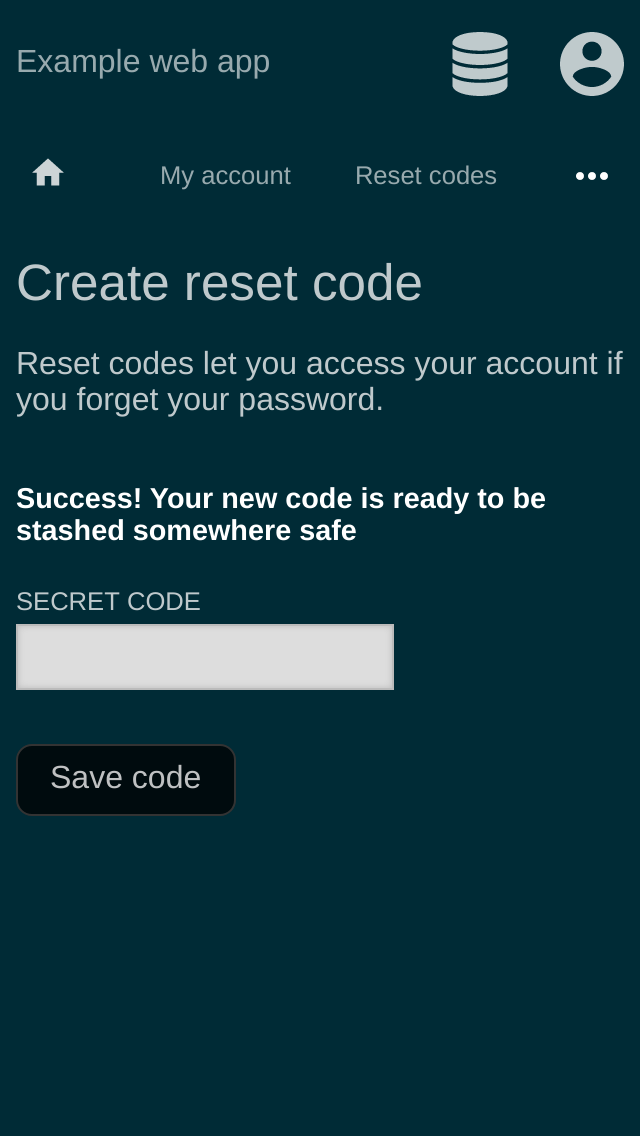 Example web app
My account
Reset codes
Create reset code
Reset codes let you access your account if
you forget your password.
Success! Your new code is ready to be
stashed somewhere safe
SECRET CODE
Save code